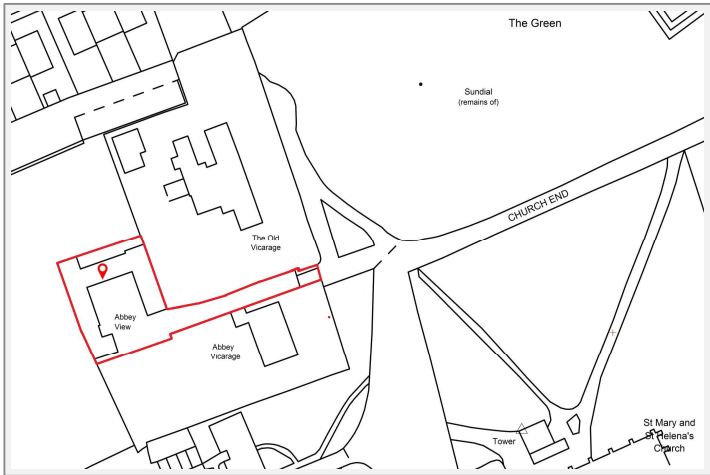 The Green
Sundial
(remains of)
CHURCH END
The Old
Vicarage
Abbey
View
Abbey
Vicarage
Tower
St Mary and
St Helena's
Church